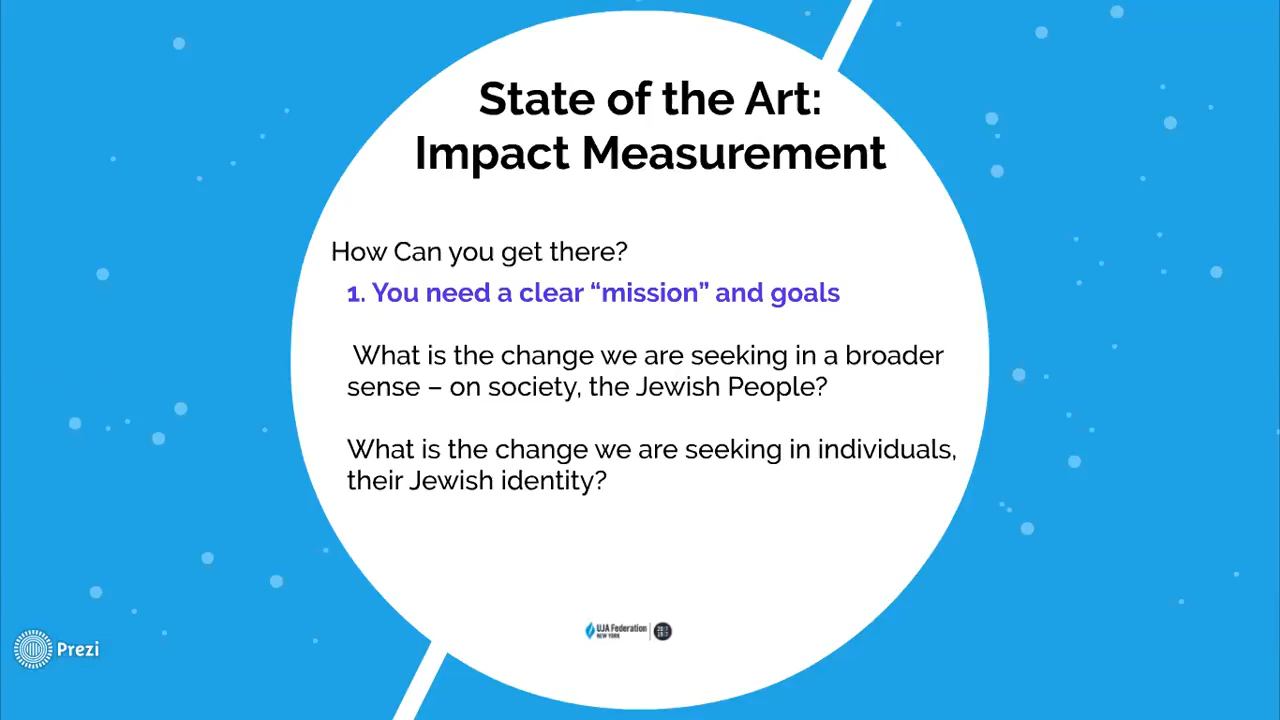 State of the Art:
Impact Measurement
How Can you get there?
1. You need a clear “mission” and goals
What is the change we are seeking in a broader
sense – on society, the Jewish People?
What is the change we are seeking in individuals,
their Jewish identity?
UJA Federation
NEW YORK
Prezi